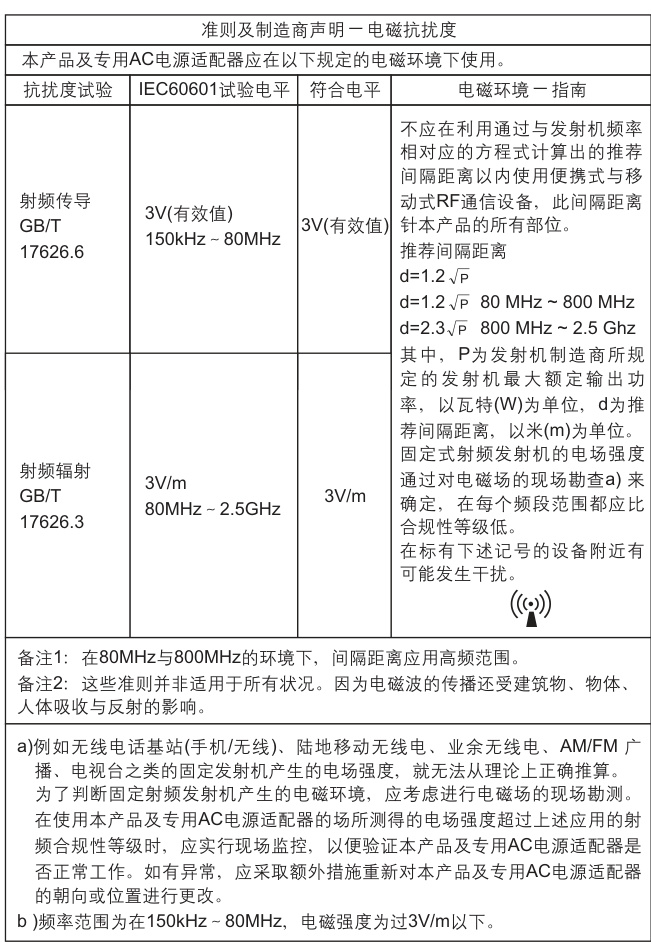 准则及制造商声明－电磁抗扰度
本产品及专用AC电源适配器应在以下规定的电磁环境下使用。
抗扰度试验
IEC60601试验电平
符合电平
电磁环境－指南
射频传导
GB/T
17626.6
3V(有效值)
150kHz ~ 80MHz
3V(有效值)
射频辐射
GB/T
17626.3
3V/m
80MHz ~ 2.5GHz
3V/m
不应在利用通过与发射机频率
相对应的方程式计算出的推荐
间隔距离以内使用便携式与移
动式RF通信设备，此间隔距离
针本产品的所有部位。
推荐间隔距离
d=1.2√P
d=1.2√P 80 MHz ~ 800 MHz
d=2.3√P 800 MHz ~ 2.5 Ghz
其中，P为发射机制造商所规
定的发射机最大额定输出功
率，以瓦特(W)为单位，d为推
荐间隔距离，以米(m)为单位。
固定式射频发射机的电场强度
通过对电磁场的现场勘查a) 来
确定，在每个频段范围都应比
合规性等级低。
在标有下述记号的设备附近有
可能发生干扰。
备注1：在80MHz与800MHz的环境下，间隔距离应用高频范围。
备注2：这些准则并非适用于所有状况。因为电磁波的传播还受建筑物、物体、
人体吸收与反射的影响。
a)例如无线电话基站(手机/无线)、陆地移动无线电、业余无线电、AM/FM 广
播、电视台之类的固定发射机产生的电场强度，就无法从理论上正确推算。
为了判断固定射频发射机产生的电磁环境，应考虑进行电磁场的现场勘测。
在使用本产品及专用AC电源适配器的场所测得的电场强度超过上述应用的射
频合规性等级时，应实行现场监控，以便验证本产品及专用AC电源适配器是
否正常工作。如有异常，应采取额外措施重新对本产品及专用AC电源适配器
的朝向或位置进行更改。
b )频率范围为在150kHz ~ 80MHz，电磁强度为过3V/m以下。